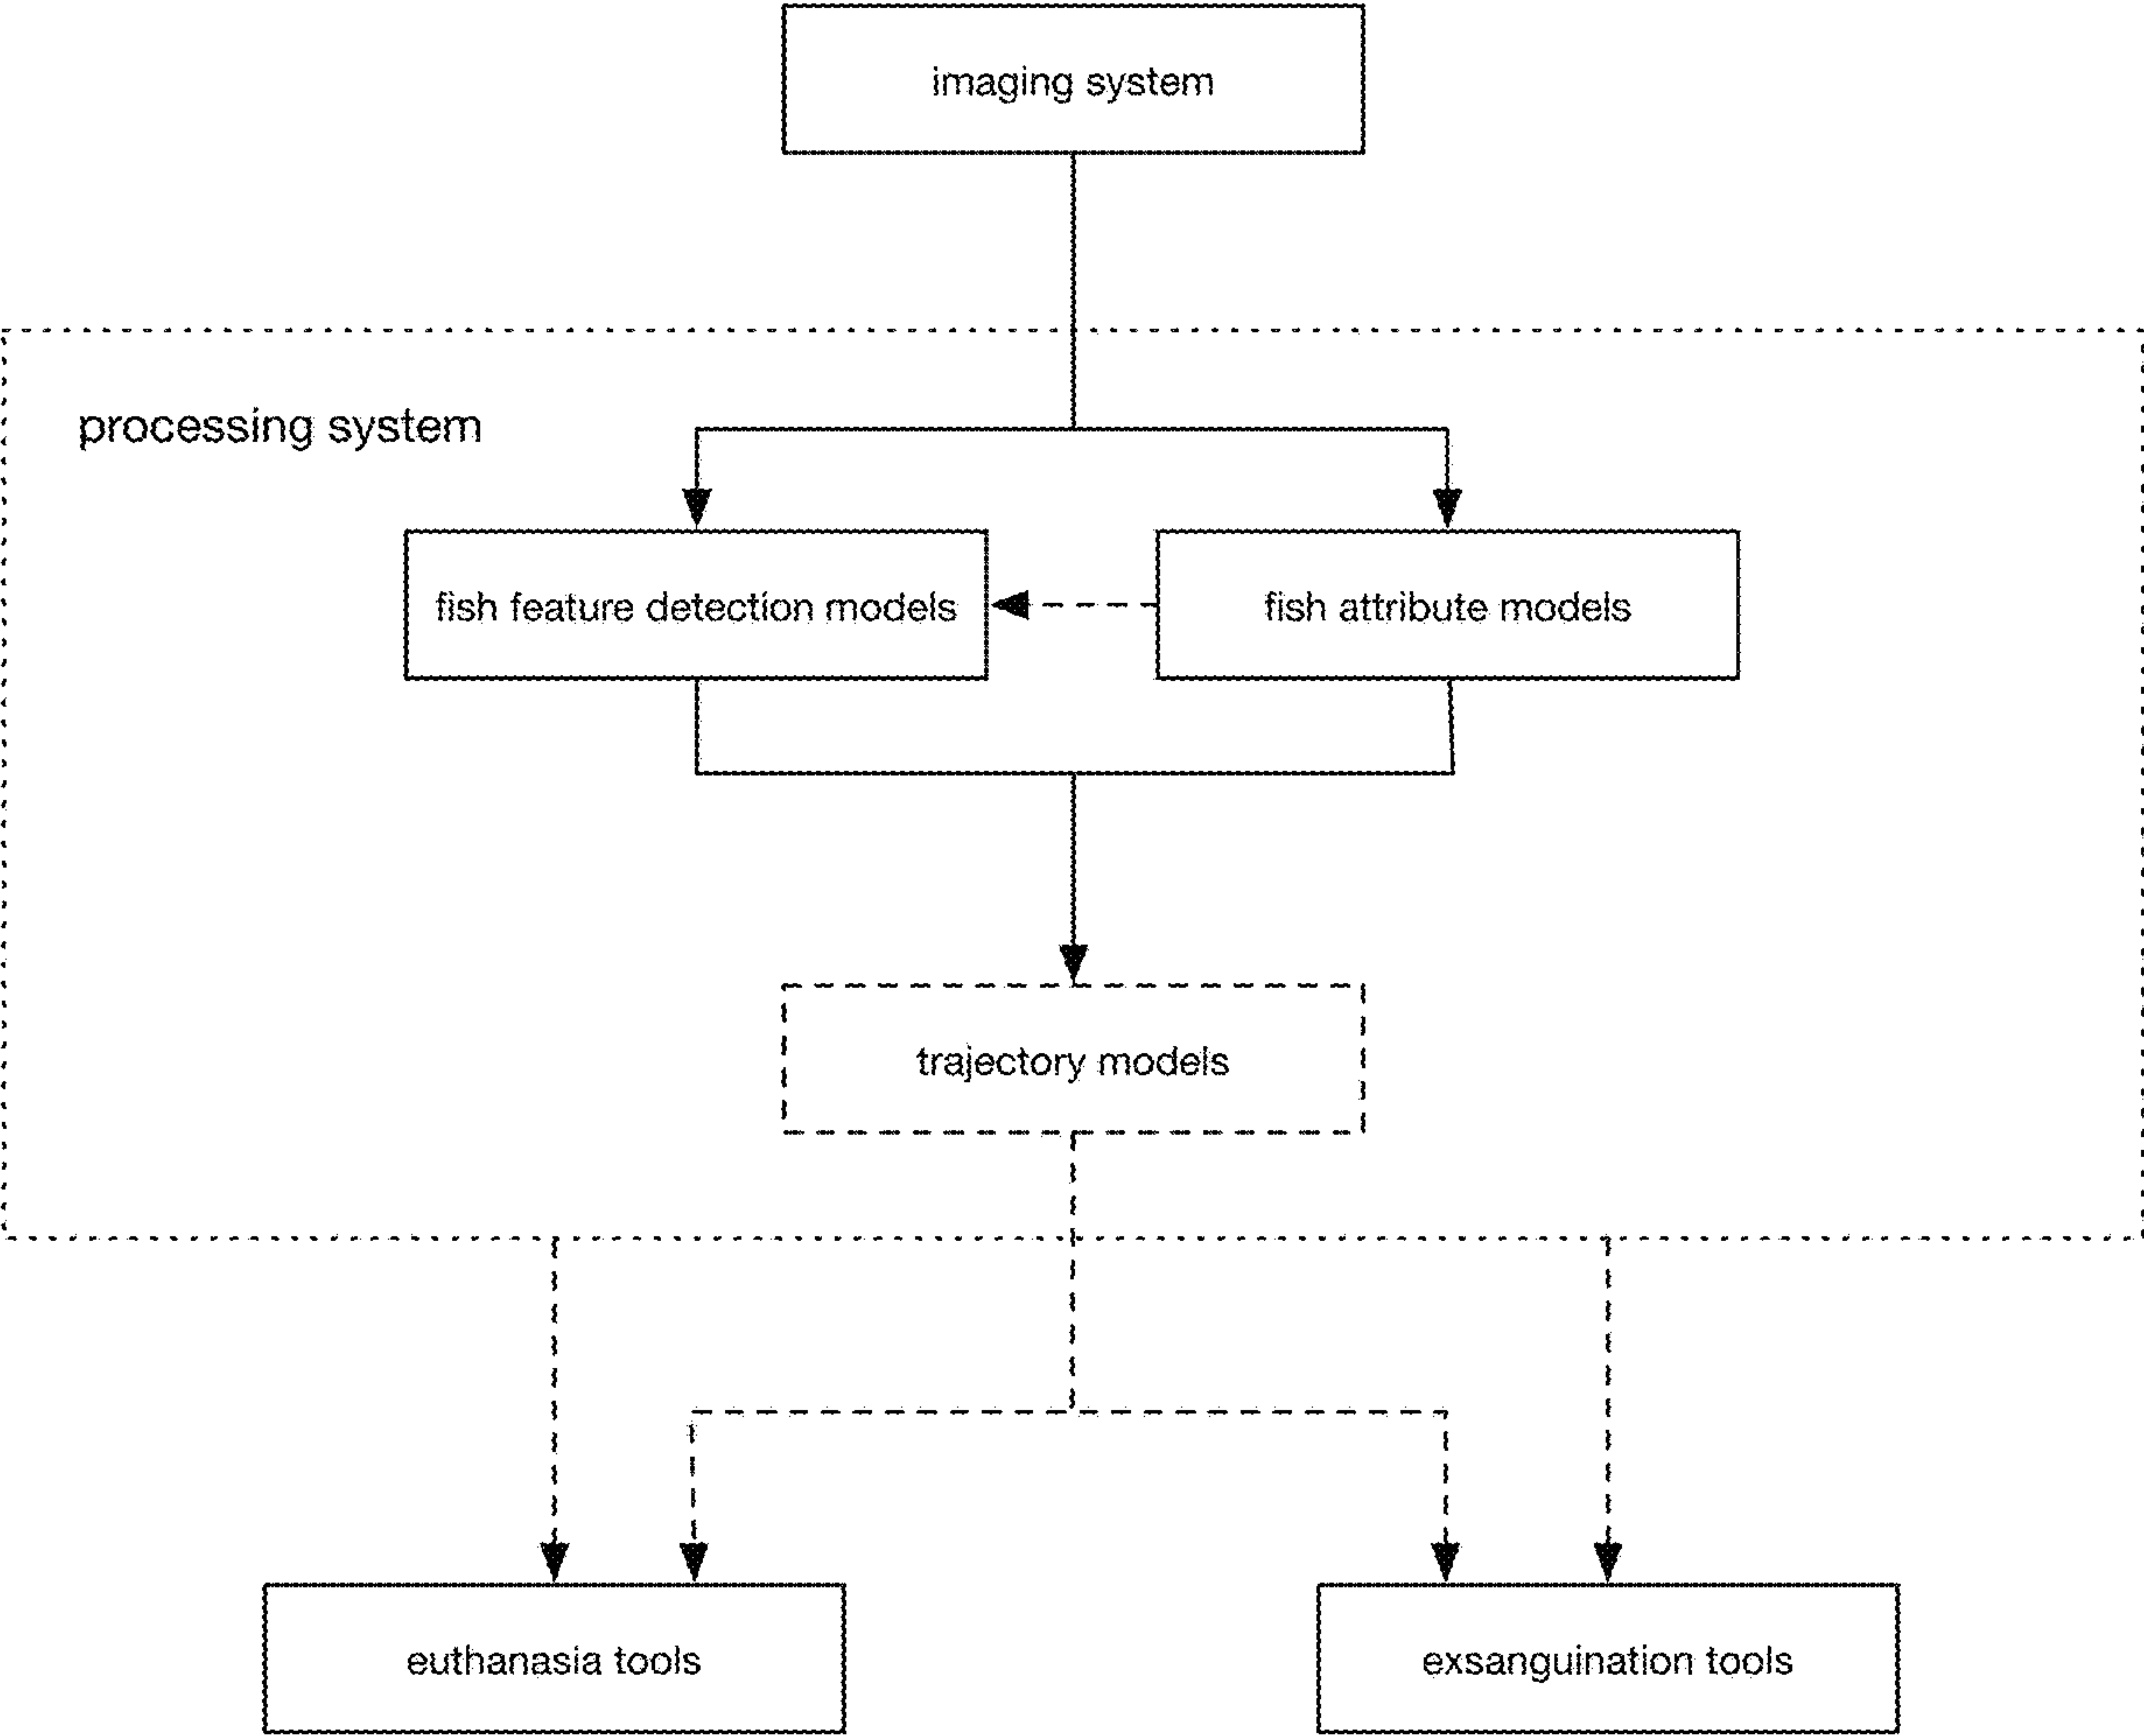 imaging system
processing system
fish feature detection models
fish attribute models
trajectory models
euthanasia tools
exsanguination tools